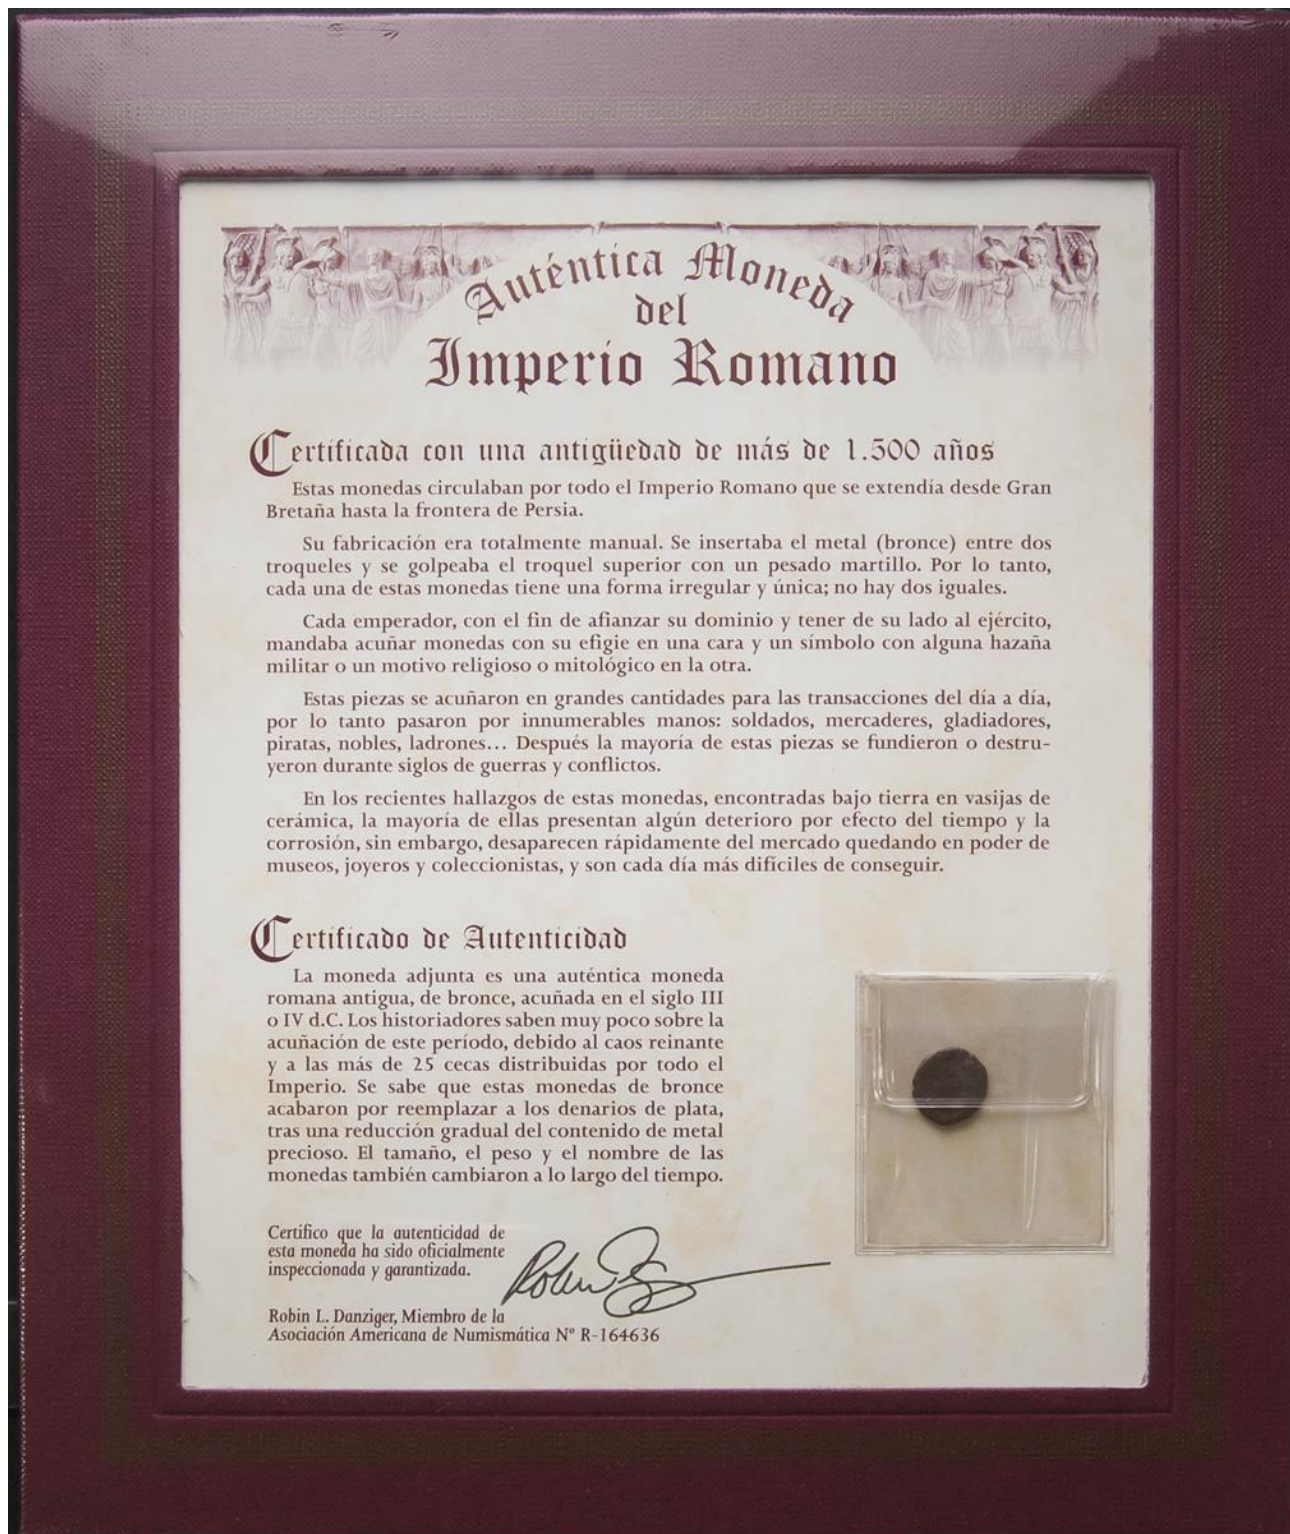 Auténtica Moneda
del
Imperio Romano
Certificada con una antigüedad de más de 1.500 años
Estas monedas circulaban por todo el Imperio Romano que se extendía desde Gran
Bretaña hasta la frontera de Persia.
Su fabricación era totalmente manual. Se insertaba el metal (bronce) entre dos
troqueles y se golpeaba el troquel superior con un pesado martillo. Por lo tanto,
cada una de estas monedas tiene una forma irregular y única; no hay dos iguales.
Cada emperador, con el fin de afianzar su dominio y tener de su lado al ejército,
mandaba acuñar monedas con su efigie en una cara y un símbolo con alguna hazaña
militar o un motivo religioso o mitológico en la otra.
Estas piezas se acuñaron en grandes cantidades para las transacciones del día a día,
por lo tanto pasaron por innumerables manos: soldados, mercaderes, gladiadores,
piratas, nobles, ladrones... Después la mayoría de estas piezas se fundieron o destru-
yeron durante siglos de guerras y conflictos.
En los recientes hallazgos de estas monedas, encontradas bajo tierra en vasijas de
cerámica, la mayoría de ellas presentan algún deterioro por efecto del tiempo y la
corrosión, sin embargo, desaparecen rápidamente del mercado quedando en poder de
museos, joyeros y coleccionistas, y son cada día más difíciles de conseguir.
Certificado de Autenticidad
La moneda adjunta es una auténtica moneda
romana antigua, de bronce, acuñada en el siglo III
o IV d.C. Los historiadores saben muy poco sobre la
acuñación de este período, debido al caos reinante
y a las más de 25 cecas distribuidas por todo el
Imperio. Se sabe que estas monedas de bronce
acabaron por reemplazar a los denarios de plata,
tras una reducción gradual del contenido de metal
precioso. El tamaño, el peso y el nombre de las
monedas también cambiaron a lo largo del tiempo.
Certifico que la autenticidad de
esta moneda ha sido oficialmente
inspeccionada y garantizada.
Robin L. Danziger, Miembro de la
Asociación Americana de Numismática Nº R-164636